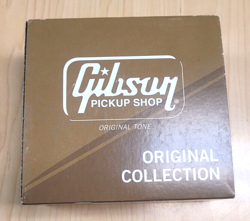 Gibson
PICKUP SHOP®
ORIGINAL TONE
ORIGINAL
COLLECTION